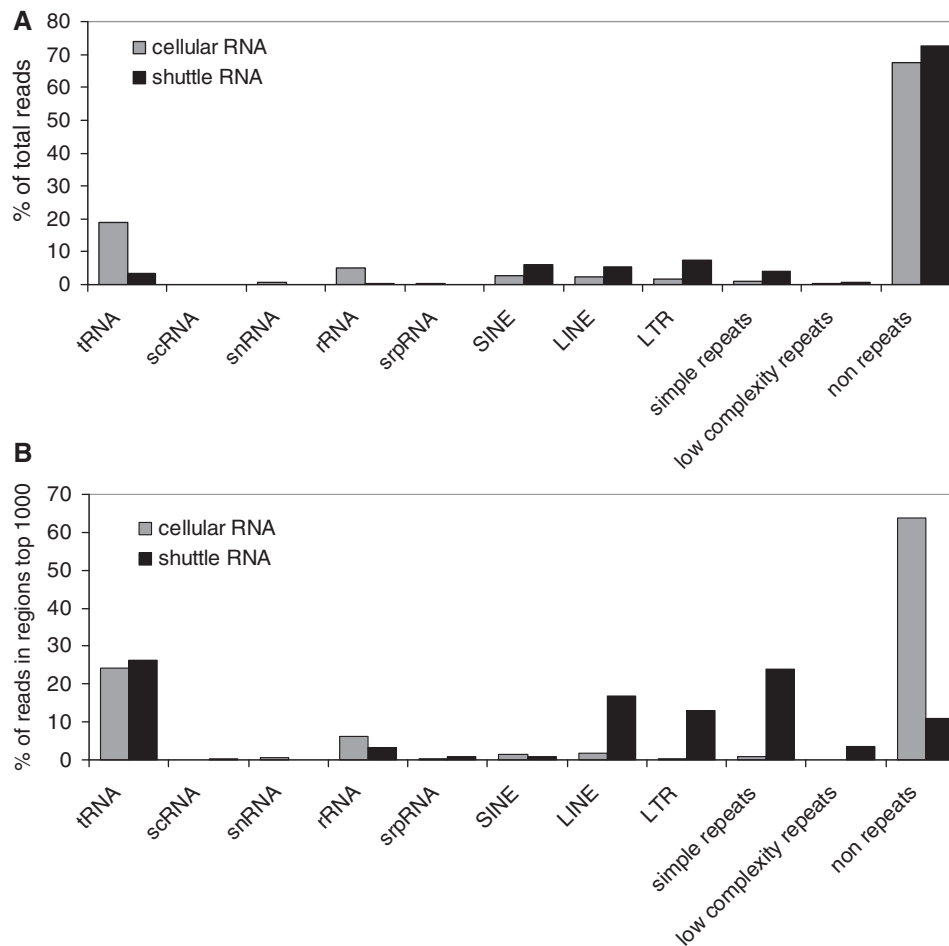 A
% of total reads
80
70
60
50
40
30
20
10
0
cellular RNA
shuttle RNA
tRNA
scRNA
snRNA
rRNA
srpRNA
SINE
LINE
LTR
simple repeats
low complexity repeats
non repeats
B
% of reads in regions top 1000
70
60
50
40
30
20
10
0
cellular RNA
shuttle RNA
tRNA
scRNA
snRNA
rRNA
srpRNA
SINE
LINE
LTR
simple repeats
low complexity repeats
non repeats